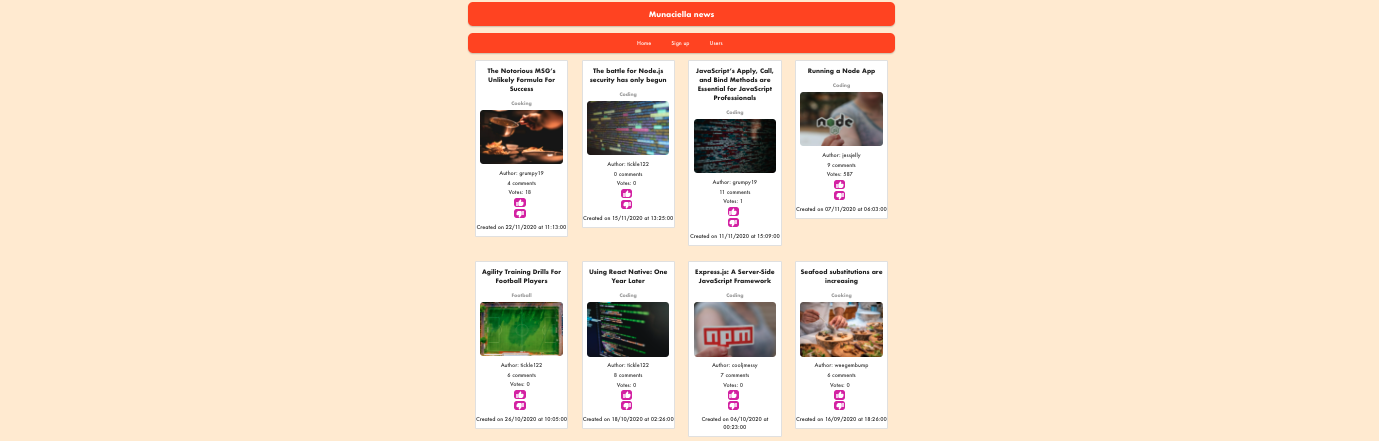 Munaciella news
Home Sign up Users
The Notorious MSG's
Unlikely Formula For
Success
Cooking
Author: grumpy19
4 comments
Votes: 18
Created on 22/11/2020 at 11:13:00
The battle for Node.js
security has only begun
Coding
Author: tickle122
0 comments
Votes: 0
Created on 15/11/2020 at 13:25:00
JavaScript's Apply, Call,
and Bind Methods are
Essential for JavaScript
Professionals
Coding
Author: grumpy19
11 comments
Votes: 1
Created on 11/11/2020 at 15:09:00
Running a Node App
Coding
node
Author: jessjelly
9 comments
Votes: 587
Created on 07/11/2020 at 06:03:00
Agility Training Drills For
Football Players
Football
Author: tickle122
6 comments
Votes: 0
Created on 26/10/2020 at 10:05:00
Using React Native: One
Year Later
Coding
Author: tickle122
8 comments
Votes: 0
Created on 18/10/2020 at 02:26:00
Express.js: A Server-Side
JavaScript Framework
Coding
npm
Author: cooljmessy
7 comments
Votes: 0
Created on 06/10/2020 at
00:23:00
Seafood substitutions are
increasing
Cooking
Author: weegembump
6 comments
Votes: 0
Created on 16/09/2020 at 18:26:00